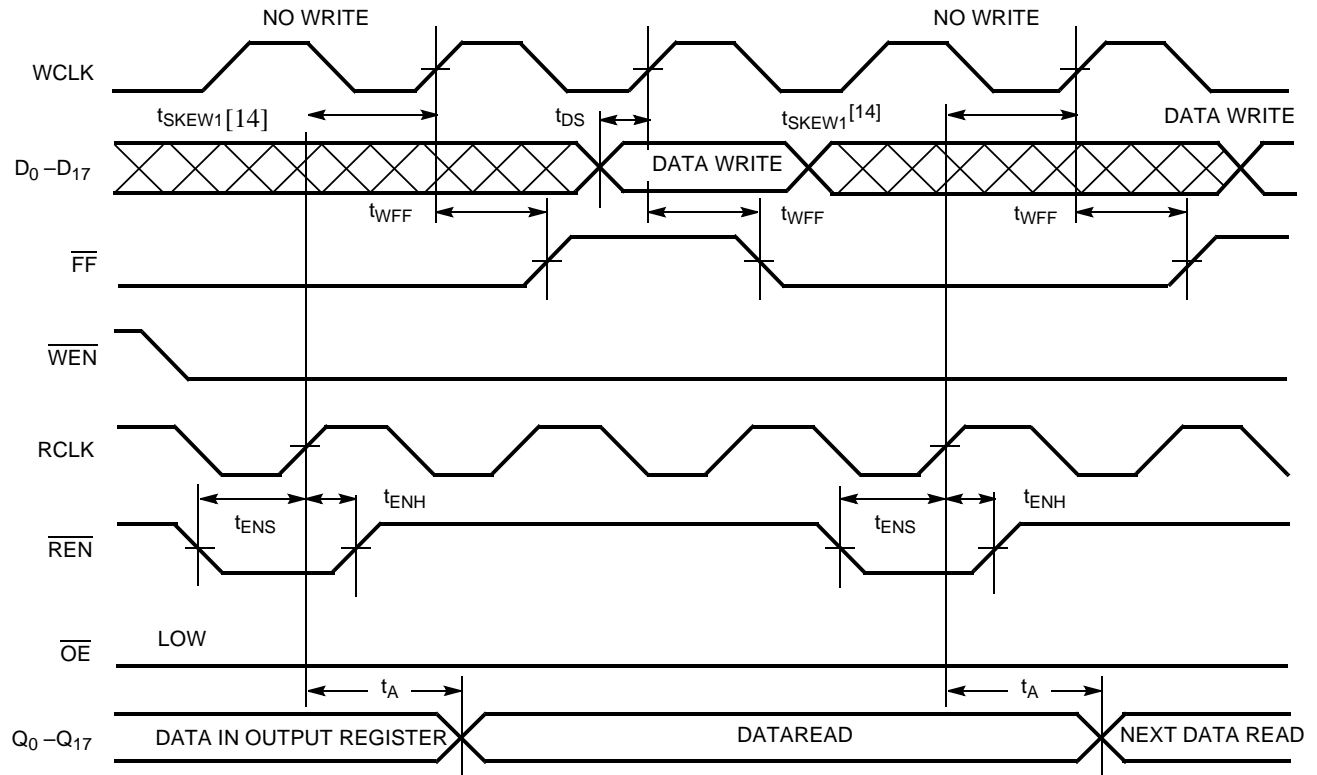 NO WRITE NO WRITE
WCLK
tSKEW1 [14] tDS tSKEW1[14] DATA WRITE
D0 –D17 DATA WRITE
tWFF tWFF tWFF
FF
WEN
RCLK
tENS tENH tENS tENH
REN
LOW
OE
tA tA
Q0 –Q17 DATA IN OUTPUT REGISTER DATAREAD NEXT DATA READ